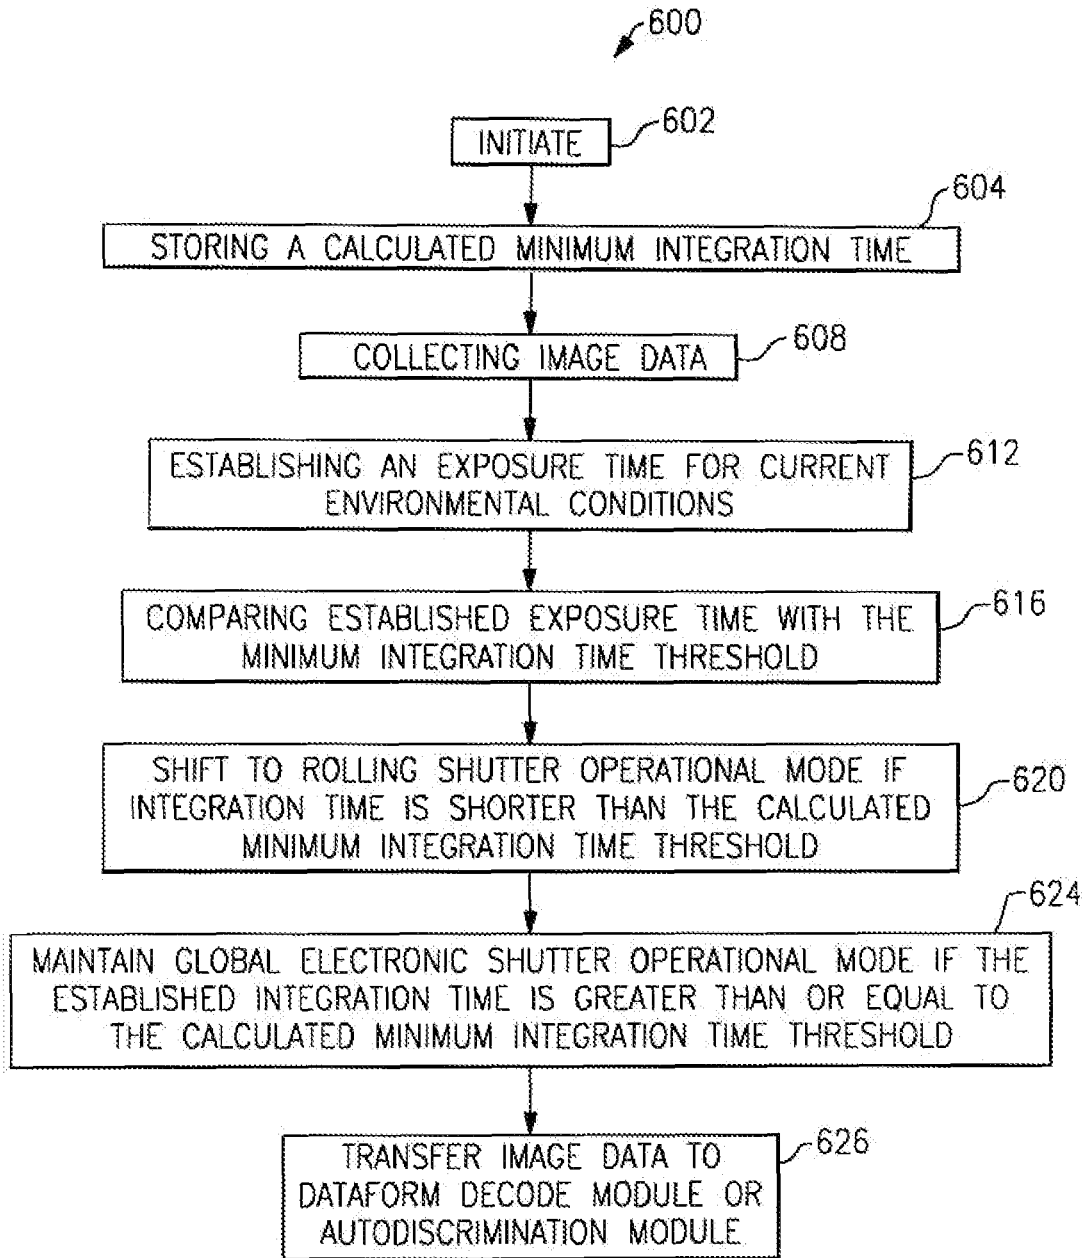 600
INITIATE
602
604
STORING A CALCULATED MINIMUM INTEGRATION TIME
608
COLLECTING IMAGE DATA
612
ESTABLISHING AN EXPOSURE TIME FOR CURRENT
ENVIRONMENTAL CONDITIONS
616
COMPARING ESTABLISHED EXPOSURE TIME WITH THE
MINIMUM INTEGRATION TIME THRESHOLD
620
SHIFT TO ROLLING SHUTTER OPERATIONAL MODE IF
INTEGRATION TIME IS SHORTER THAN THE CALCULATED
MINIMUM INTEGRATION TIME THRESHOLD
624
MAINTAIN GLOBAL ELECTRONIC SHUTTER OPERATIONAL MODE IF THE
ESTABLISHED INTEGRATION TIME IS GREATER THAN OR EQUAL TO
THE CALCULATED MINIMUM INTEGRATION TIME THRESHOLD
626
TRANSFER IMAGE DATA TO
DATAFORM DECODE MODULE OR
AUTODISCRIMINATION MODULE